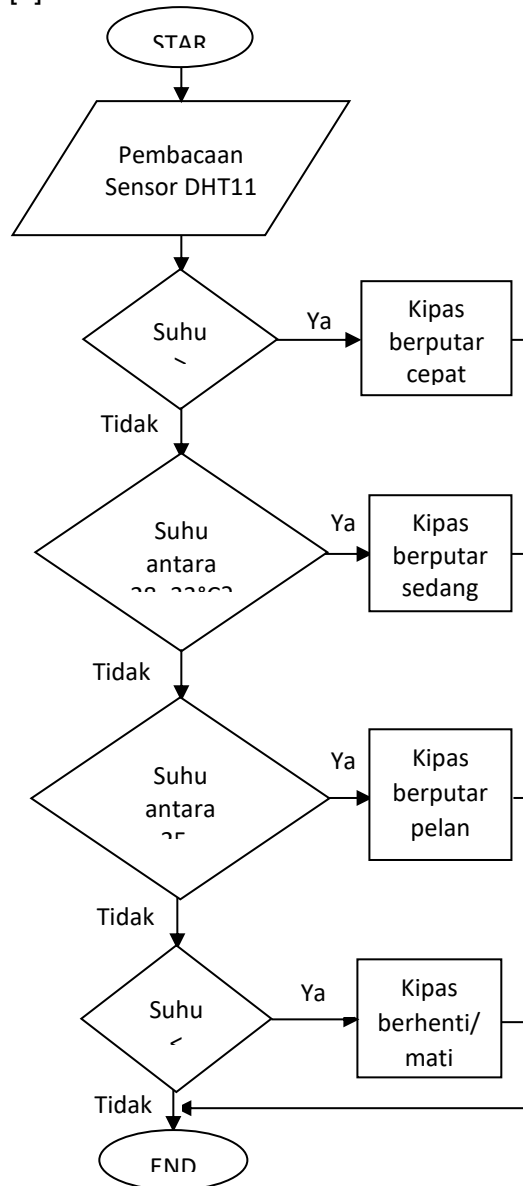 STAR
Pembacaan
Sensor DHT11
Suhu
Ya
Kipas
berputar
cepat
Tidak
Suhu
antara
Ya
Kipas
berputar
sedang
Tidak
Suhu
antara
Ya
Kipas
berputar
pelan
Tidak
Suhu
Ya
Kipas
berhenti/
mati
Tidak
END